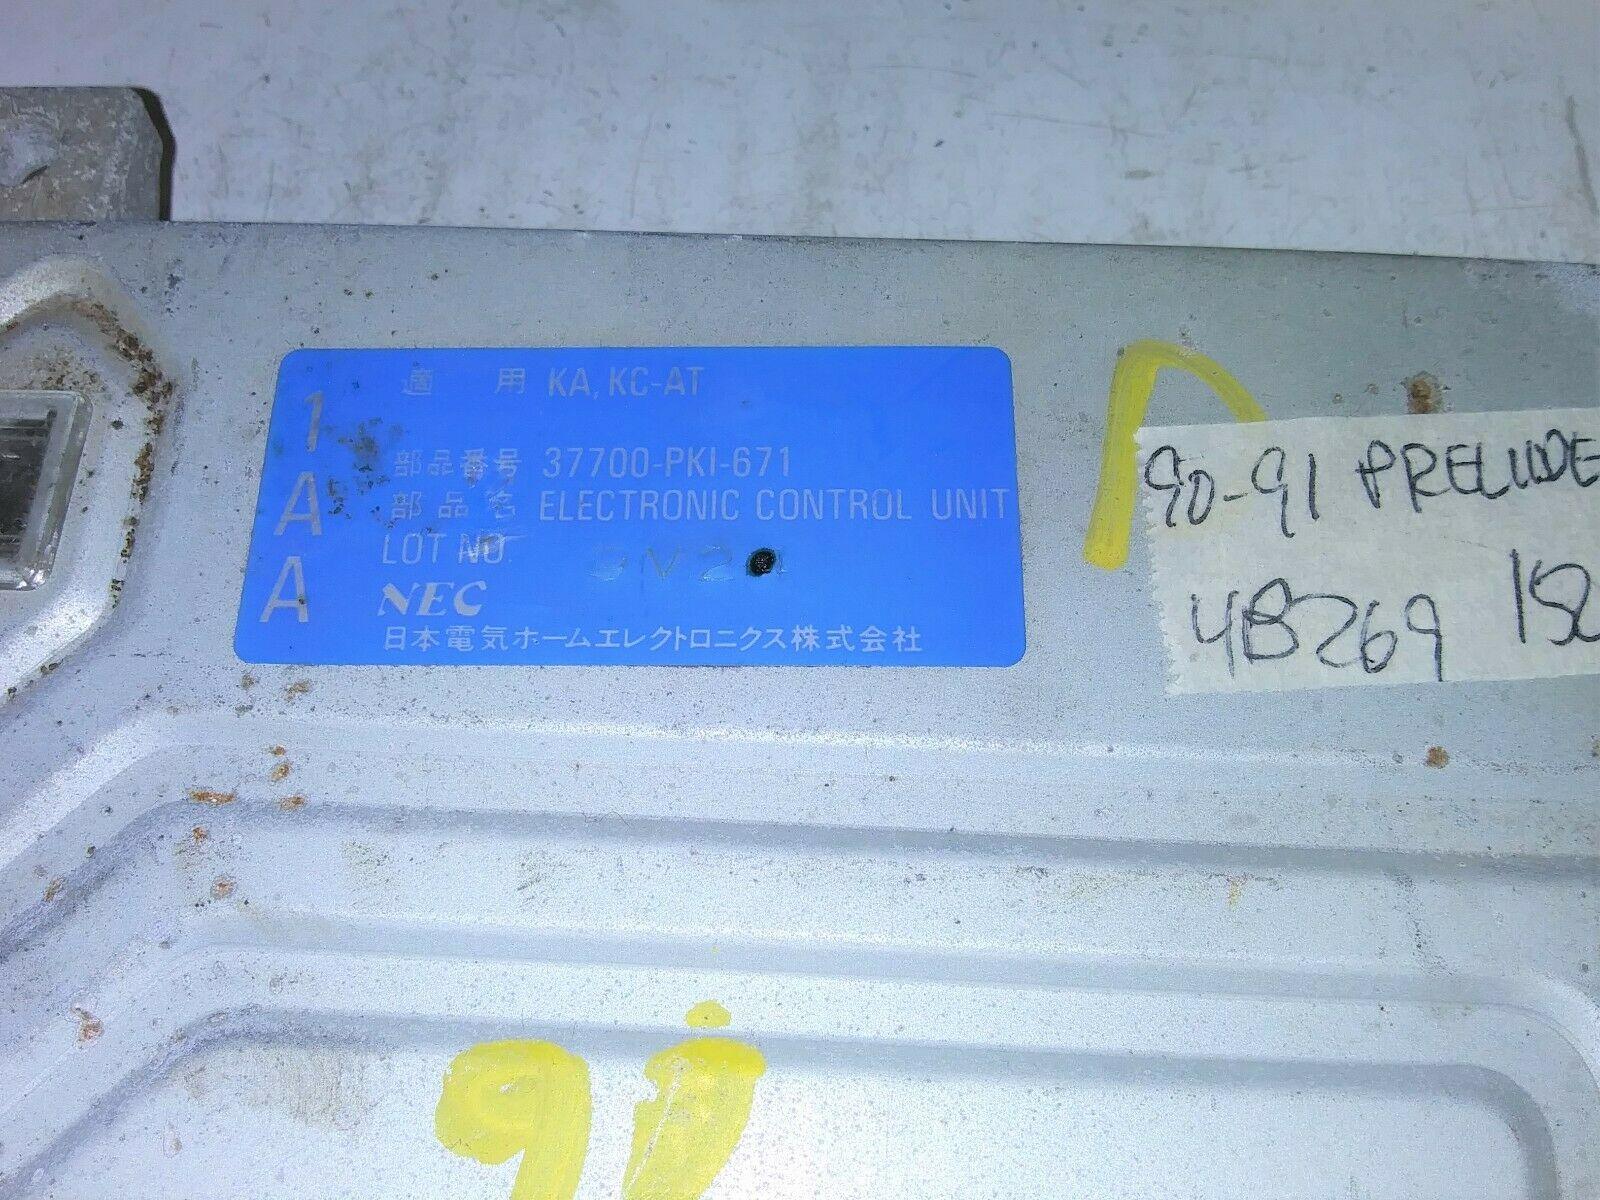 1AA
適 用 KA, KC-AT
部品番号 37700-PK1-671
部品名 ELECTRONIC CONTROL UNIT
LOT NO.
NEC
日本電気ホームエレクトロニクス株式会社
90-91 PRELUDE
4B269
91